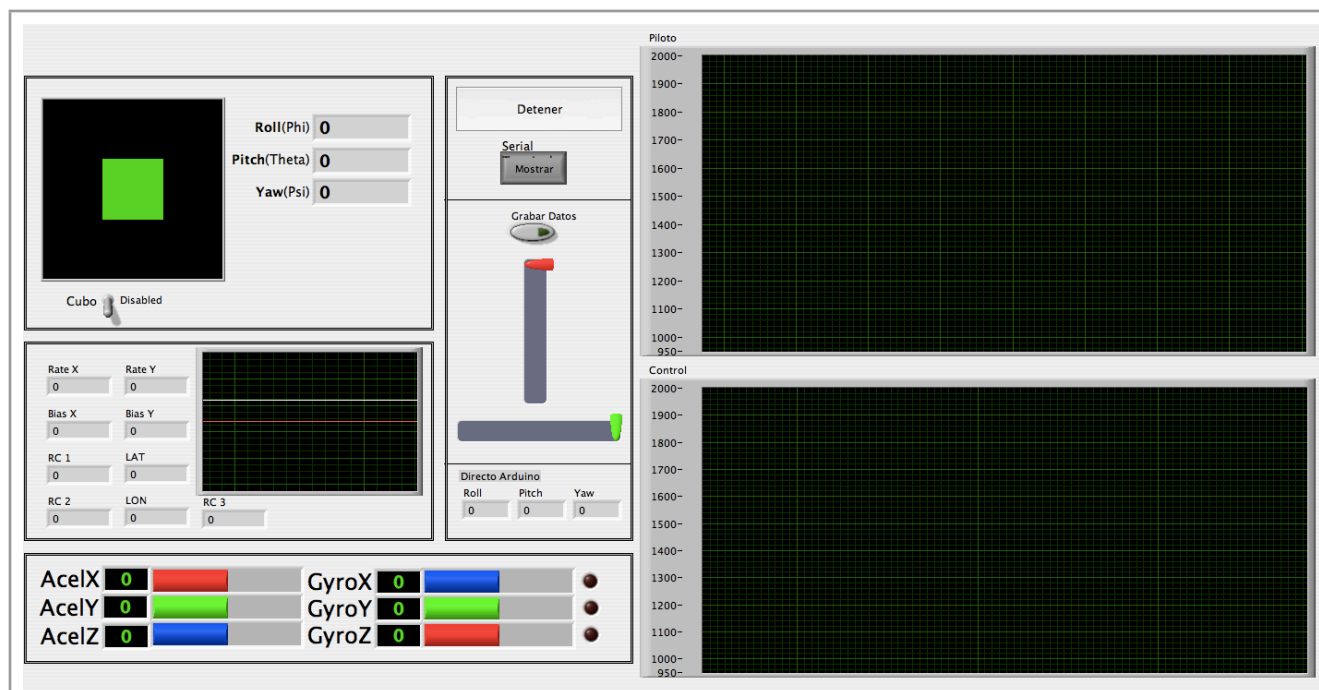 Roll(Phi) 0
Pitch(Theta) 0
Yaw(Psi) 0
Cubo Disabled
Rate X Rate Y
0 0
Bias X Bias Y
0 0
RC 1 LAT
0 0
RC 2 LON RC 3
0 0 0
AcelX 0 GyroX 0
AcelY 0 GyroY 0
AcelZ 0 GyroZ 0
Detener
Serial
Mostrar
Grabar Datos
Directo Arduino
Roll Pitch Yaw
0 0 0
Piloto
2000-
1900-
1800-
1700-
1600-
1500-
1400-
1300-
1200-
1100-
1000-
950-
Control
2000-
1900-
1800-
1700-
1600-
1500-
1400-
1300-
1200-
1100-
1000-
950-